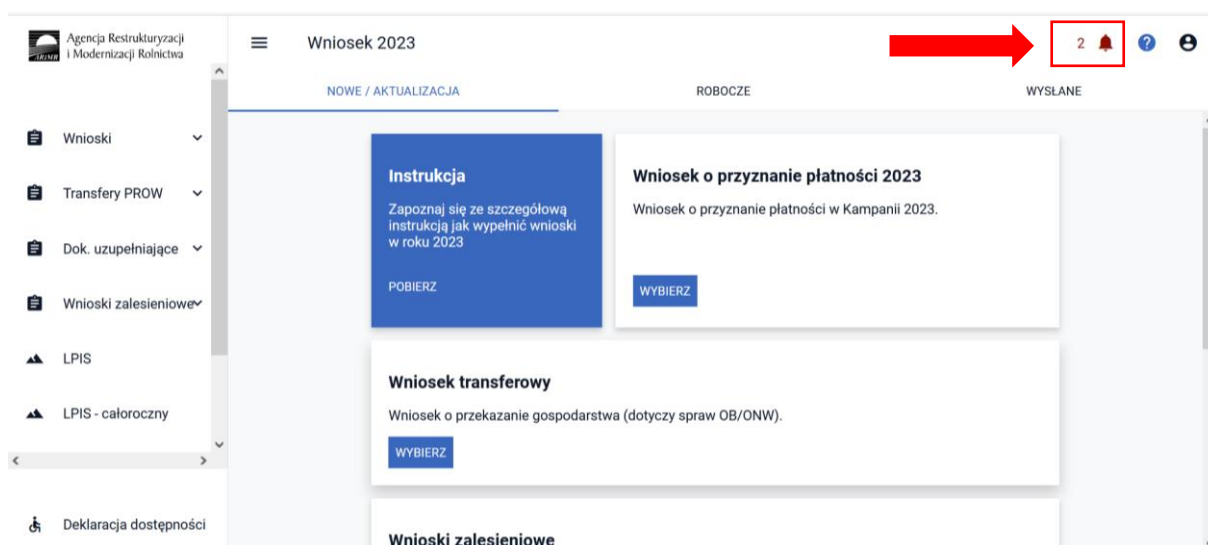 Agencja Restrukturyzacji
i Modernizacji Rolnictwa
ARiMR
Wniosek 2023
2
?
NOWE / AKTUALIZACJA
ROBOCZE
WYSŁANE
Wnioski
Transfery PROW
Dok. uzupełniające
Wnioski zalesieniowe
LPIS
LPIS - całoroczny
Deklaracja dostępności
Instrukcja
Zapoznaj się ze szczegółową
instrukcją jak wypełnić wnioski
w roku 2023
POBIERZ
Wniosek o przyznanie płatności 2023
Wniosek o przyznanie płatności w Kampanii 2023.
WYBIERZ
Wniosek transferowy
Wniosek o przekazanie gospodarstwa (dotyczy spraw OB/ONW).
WYBIERZ
Wnioski zalesieniowe